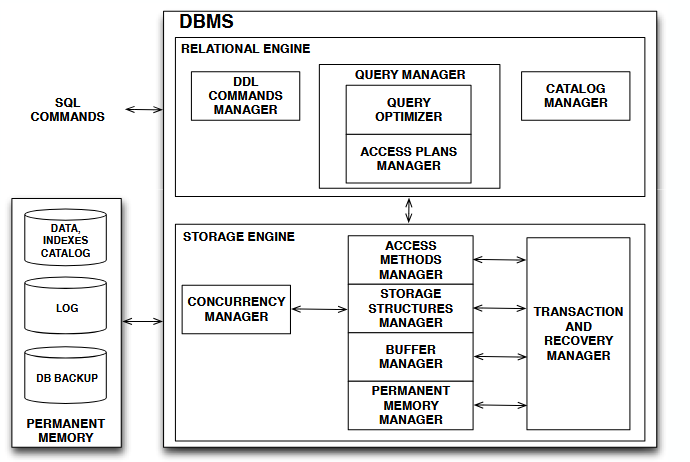 DBMS
RELATIONAL ENGINE
DDL
COMMANDS
MANAGER
QUERY MANAGER
QUERY
OPTIMIZER
ACCESS PLANS
MANAGER
CATALOG
MANAGER
SQL
COMMANDS
DATA,
INDEXES
CATALOG
LOG
DB BACKUP
PERMANENT
MEMORY
STORAGE ENGINE
CONCURRENCY
MANAGER
ACCESS
METHODS
MANAGER
STORAGE
STRUCTURES
MANAGER
BUFFER
MANAGER
PERMANENT
MEMORY
MANAGER
TRANSACTION
AND
RECOVERY
MANAGER